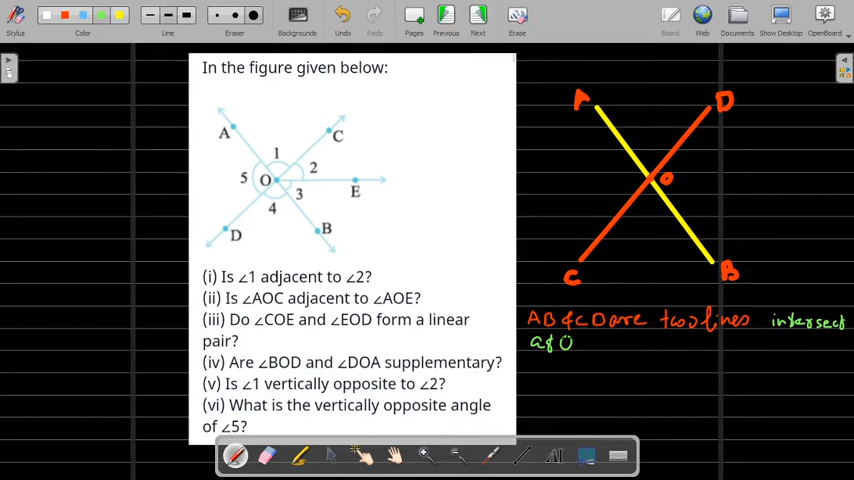 Stylus Color Line Eraser Backgrounds Undo Redo Pages Previous Next Erase Board Web Documents Show Desktop OpenBoard
In the figure given below:
A
C
1
2
5
O
E
3
4
D
B
(i) Is ∠1 adjacent to ∠2?
(ii) Is ∠AOC adjacent to ∠AOE?
(iii) Do ∠COE and ∠EOD form a linear
pair?
(iv) Are ∠BOD and ∠DOA supplementary?
(v) Is ∠1 vertically opposite to ∠2?
(vi) What is the vertically opposite angle
of ∠5?
A
D
O
C
B
AB & CD are two lines intersect
at O
AI